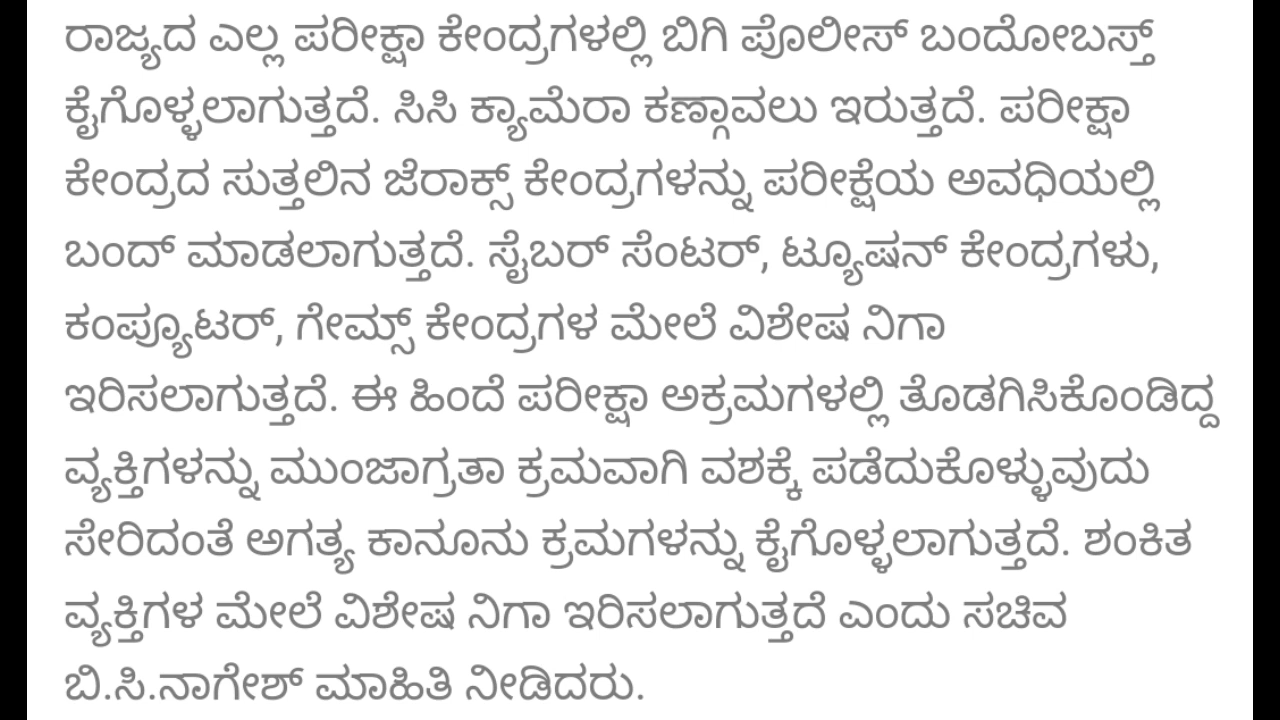 ರಾಜ್ಯದ ಎಲ್ಲ ಪರೀಕ್ಷಾ ಕೇಂದ್ರಗಳಲ್ಲಿ ಬಿಗಿ ಪೊಲೀಸ್ ಬಂದೋಬಸ್ತ್
ಕೈಗೊಳ್ಳಲಾಗುತ್ತದೆ. ಸಿಸಿ ಕ್ಯಾಮೆರಾ ಕಣ್ಗಾವಲು ಇರುತ್ತದೆ. ಪರೀಕ್ಷಾ
ಕೇಂದ್ರದ ಸುತ್ತಲಿನ ಜೆರಾಕ್ಸ್ ಕೇಂದ್ರಗಳನ್ನು ಪರೀಕ್ಷೆಯ ಅವಧಿಯಲ್ಲಿ
ಬಂದ್ ಮಾಡಲಾಗುತ್ತದೆ. ಸೈಬರ್ ಸೆಂಟರ್, ಟ್ಯೂಷನ್ ಕೇಂದ್ರಗಳು,
ಕಂಪ್ಯೂಟರ್, ಗೇಮ್ಸ್ ಕೇಂದ್ರಗಳ ಮೇಲೆ ವಿಶೇಷ ನಿಗಾ
ಇರಿಸಲಾಗುತ್ತದೆ. ಈ ಹಿಂದೆ ಪರೀಕ್ಷಾ ಅಕ್ರಮಗಳಲ್ಲಿ ತೊಡಗಿಸಿಕೊಂಡಿದ್ದ
ವ್ಯಕ್ತಿಗಳನ್ನು ಮುಂಜಾಗ್ರತಾ ಕ್ರಮವಾಗಿ ವಶಕ್ಕೆ ಪಡೆದುಕೊಳ್ಳುವುದು
ಸೇರಿದಂತೆ ಅಗತ್ಯ ಕಾನೂನು ಕ್ರಮಗಳನ್ನು ಕೈಗೊಳ್ಳಲಾಗುತ್ತದೆ. ಶಂಕಿತ
ವ್ಯಕ್ತಿಗಳ ಮೇಲೆ ವಿಶೇಷ ನಿಗಾ ಇರಿಸಲಾಗುತ್ತದೆ ಎಂದು ಸಚಿವ
ಬಿ.ಸಿ.ನಾಗೇಶ್ ಮಾಹಿತಿ ನೀಡಿದರು.